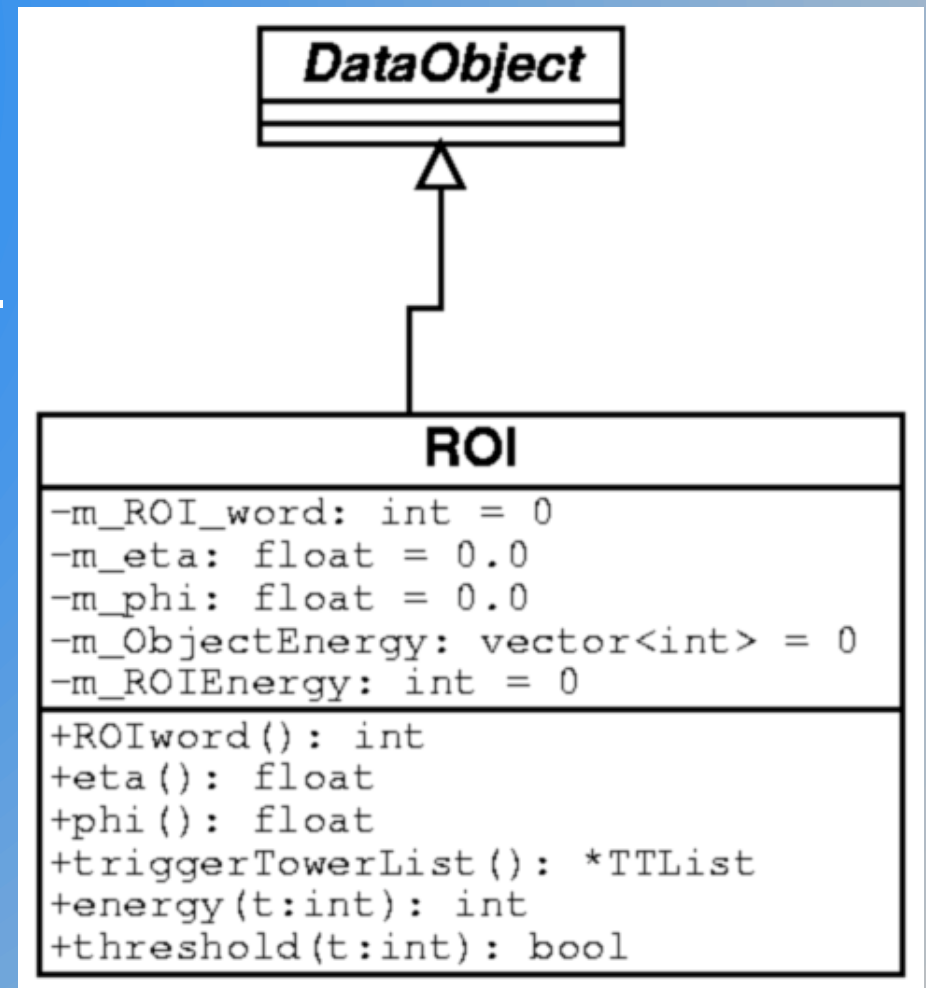 DataObject
ROI
-m_ROI_word: int = 0
-m_eta: float = 0.0
-m_phi: float = 0.0
-m_ObjectEnergy: vector<int> = 0
-m_ROIEnergy: int = 0
+ROIword(): int
+eta(): float
+phi(): float
+triggerTowerList(): *TTList
+energy(t:int): int
+threshold(t:int): bool